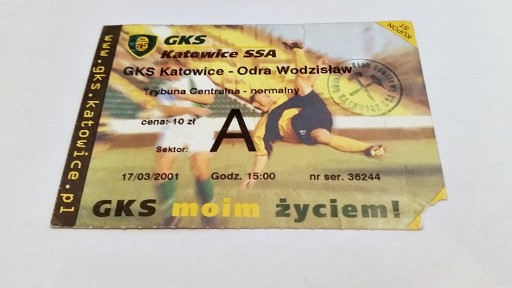 GKS
Katowice SSA
GKS Katowice - Odra Wodzisław
Trybuna Centralna - normalny
cena: 10 zł
Sektor: A
17/03/2001 Godz. 15:00 nr ser. 36244
GKS moim życiem!
www.gks.katowice.pl
KUPON